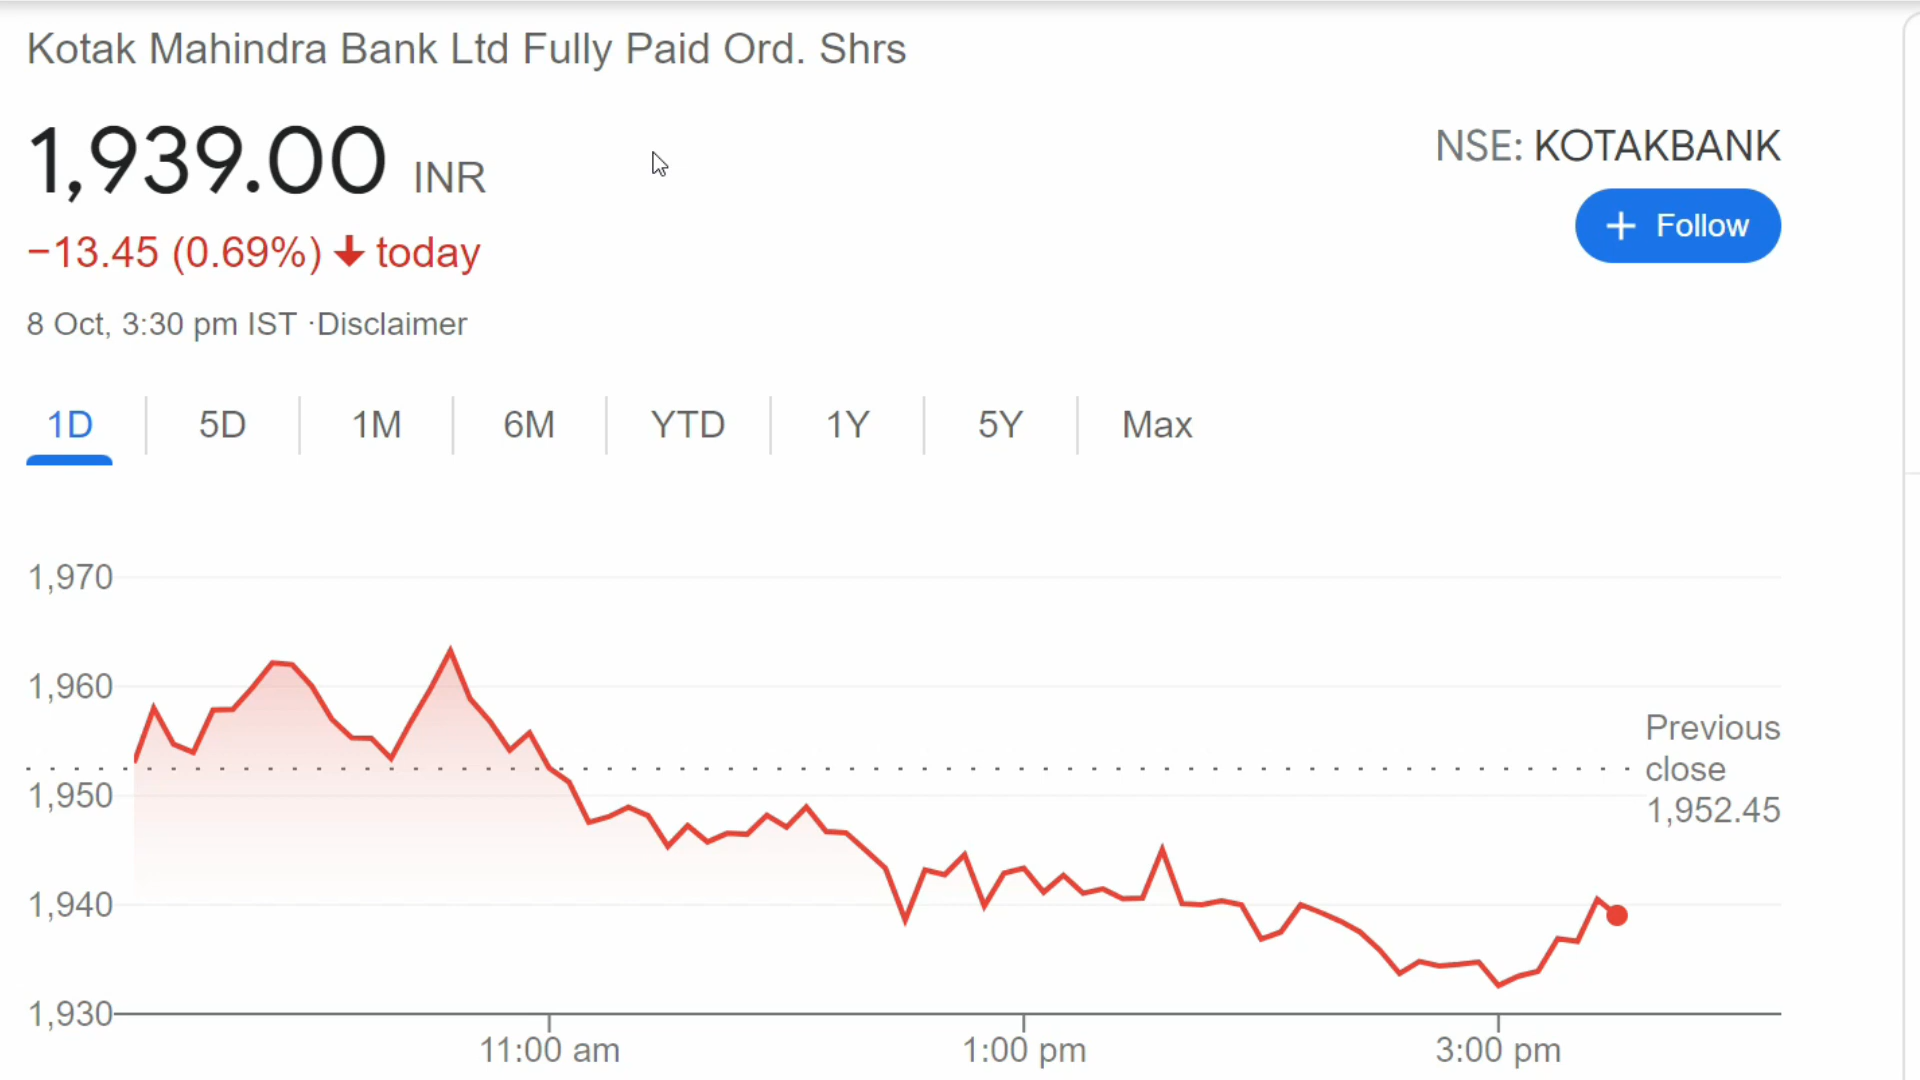 Kotak Mahindra Bank Ltd Fully Paid Ord. Shrs
1,939.00 INR
NSE: KOTAKBANK
+ Follow
−13.45 (0.69%) ↓ today
8 Oct, 3:30 pm IST ·Disclaimer
1D 5D 1M 6M YTD 1Y 5Y Max
1,970
1,960
Previous
close
1,952.45
1,950
1,940
1,930
11:00 am 1:00 pm 3:00 pm